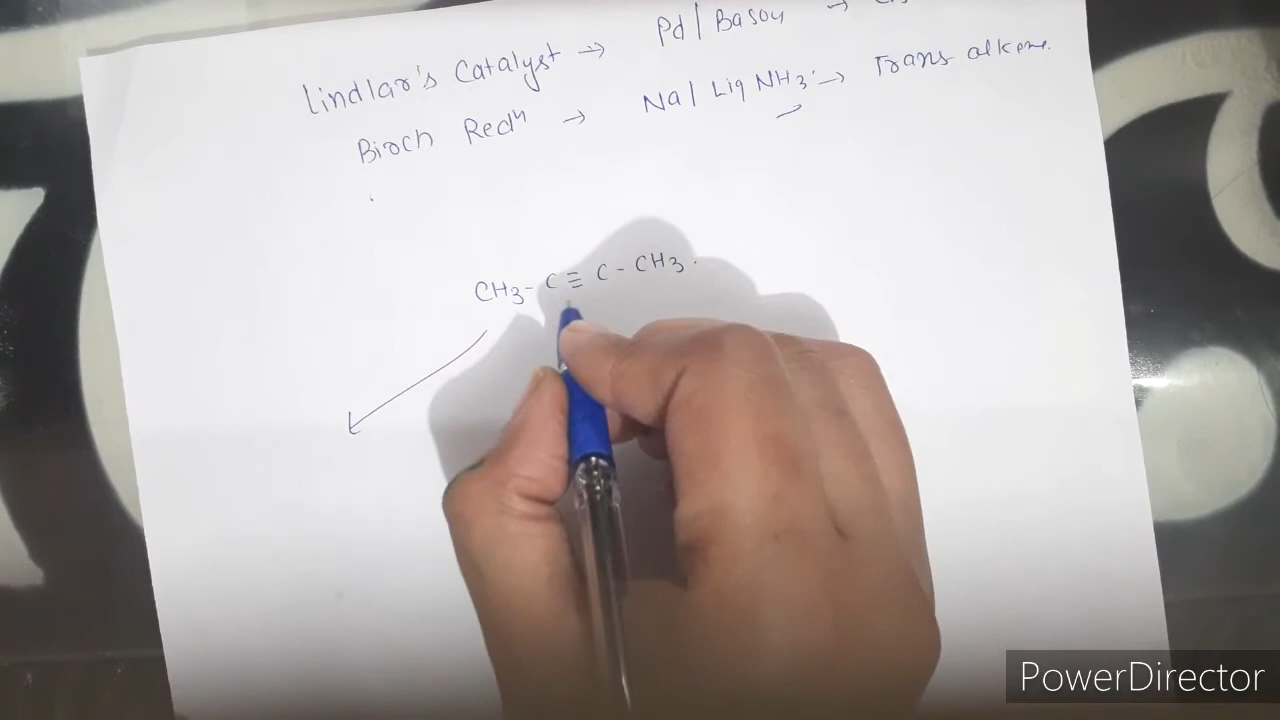 Lindlar's Catalyst → Pd/BaSO4 →
Birch Redⁿ → Na/Liq NH3 → Trans alkene.
CH3-C≡C-CH3.
PowerDirector